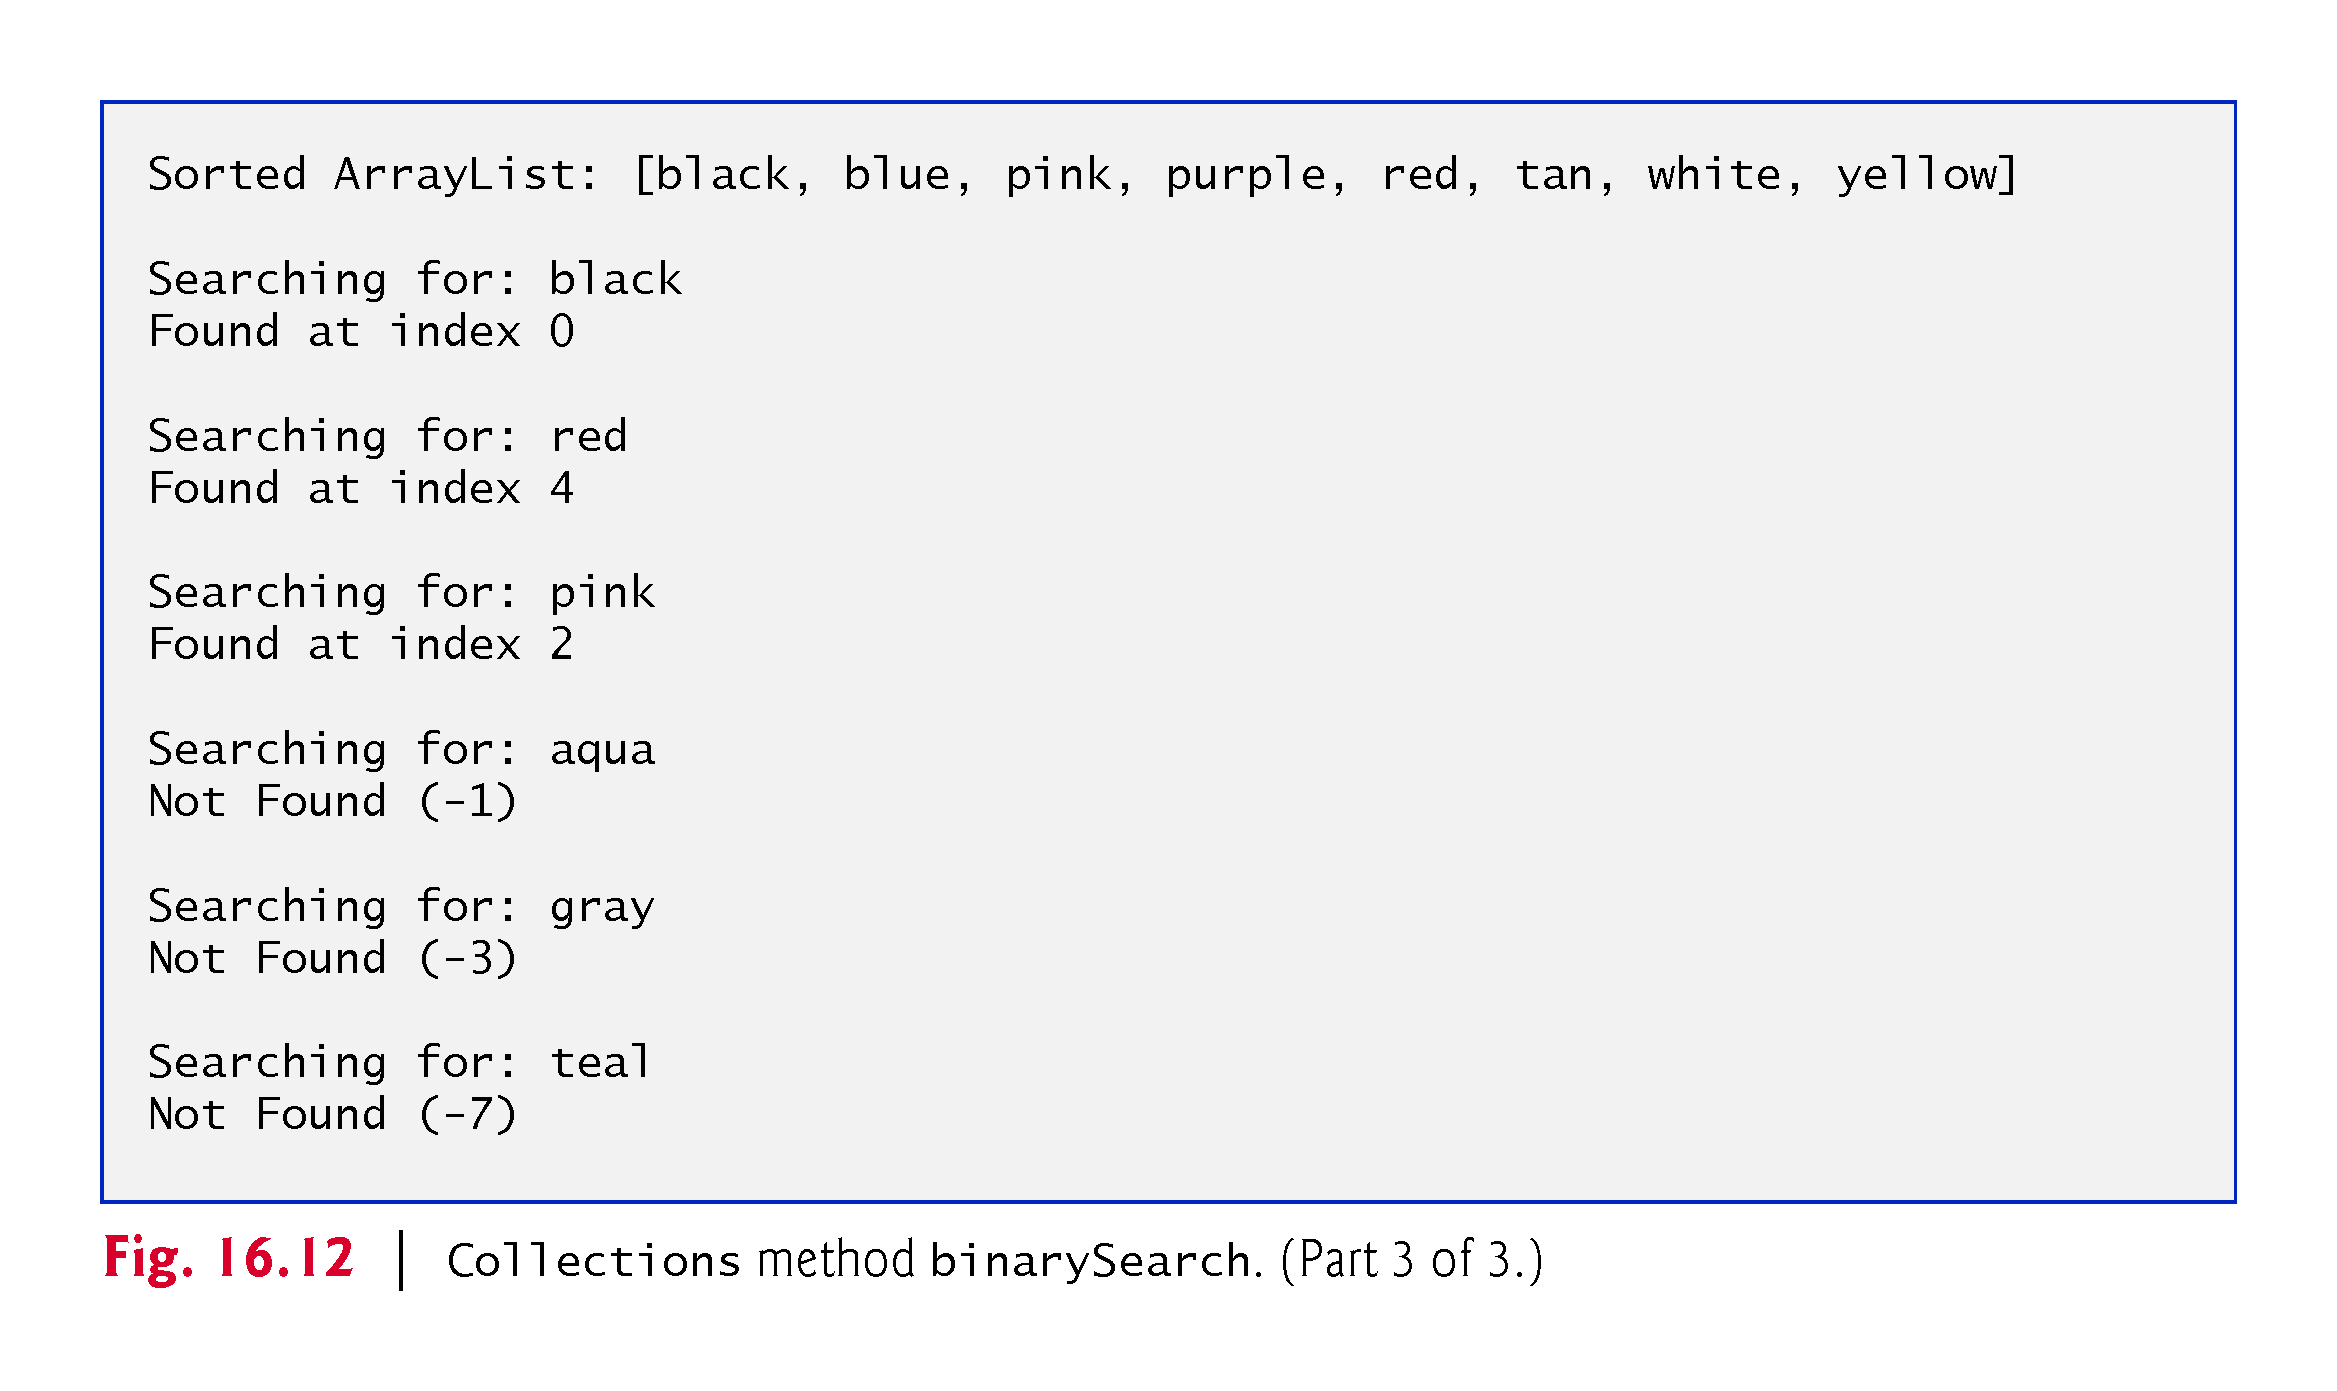 Sorted ArrayList: [black, blue, pink, purple, red, tan, white, yellow]
Searching for: black
Found at index 0
Searching for: red
Found at index 4
Searching for: pink
Found at index 2
Searching for: aqua
Not Found (-1)
Searching for: gray
Not Found (-3)
Searching for: teal
Not Found (-7)
Fig. 16.12 | Collections method binarySearch. (Part 3 of 3.)